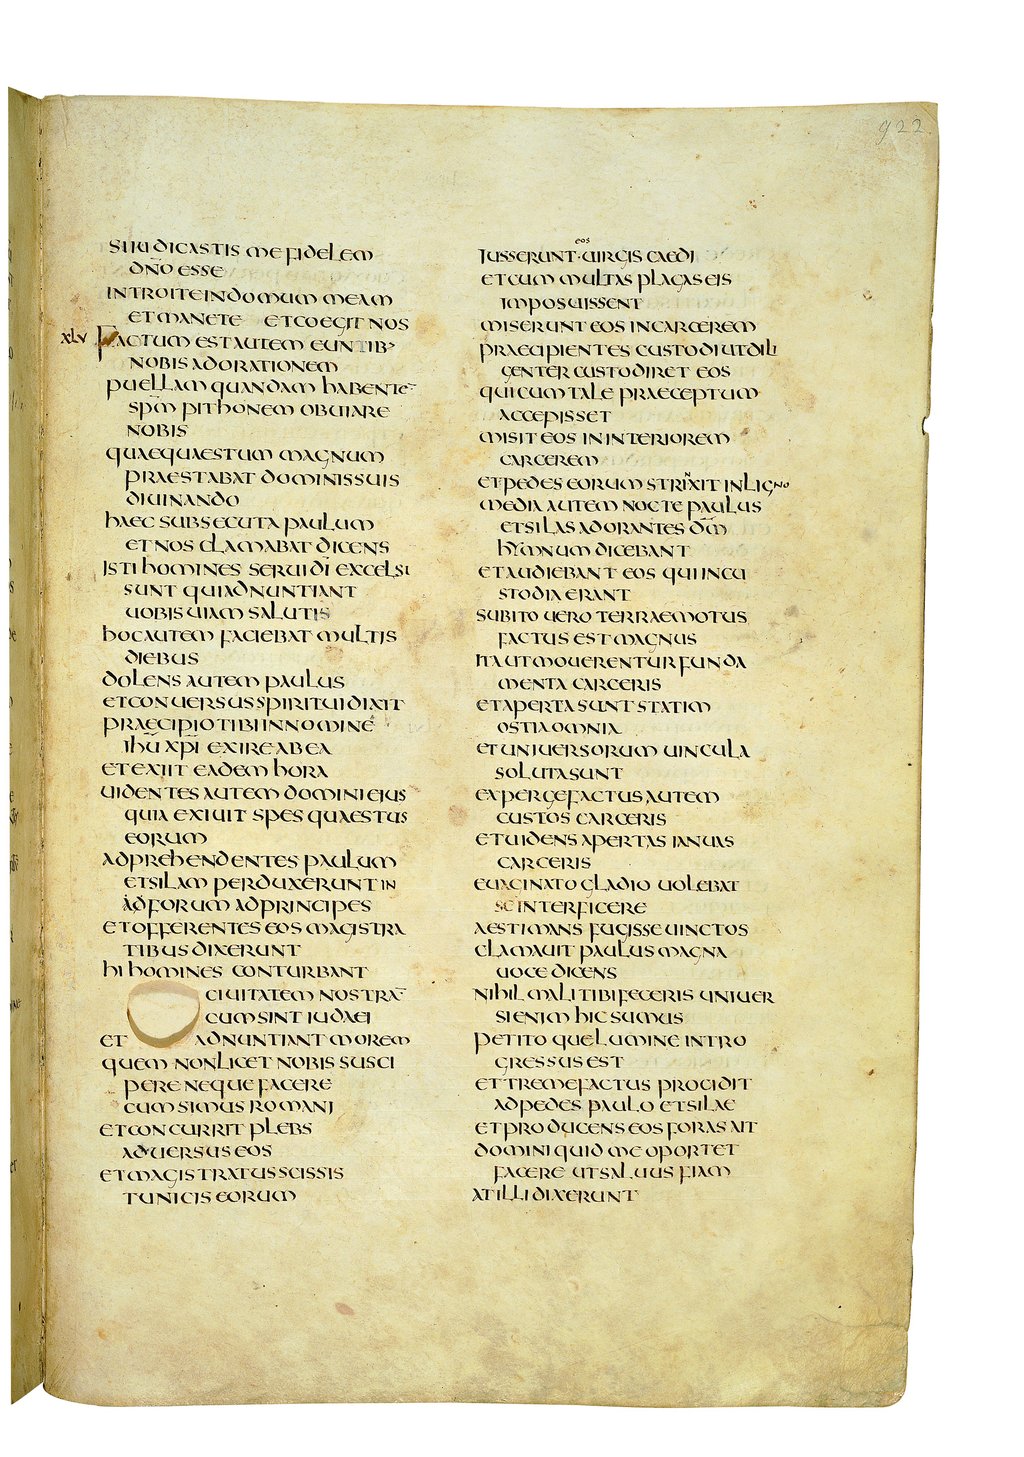 922
SI IUDICASTIS ME FIDELEM
DNO ESSE
INTROITE IN DOMUM MEAM
ET MANETE ET COEGIT NOS
XLV FACTUM EST AUTEM EUNTIB
NOBIS ADORATIONEM
PUELLAM QUANDAM HABENTE
SPM PITHONEM OBUIARE
NOBIS
QUAE QUAESTUM MAGNUM
PRAESTABAT DOMINIS SUIS
DIUINANDO
HAEC SUBSECUTA PAULUM
ET NOS CLAMABAT DICENS
ISTI HOMINES SERUI DI EXCELSI
SUNT QUI ADNUNTIANT
UOBIS UIAM SALUTIS
HOC AUTEM FACIEBAT MULTIS
DIEBUS
DOLENS AUTEM PAULUS
ET CONUERSUS SPIRITUI DIXIT
PRAECIPIO TIBI IN NOMINE
IHU XPI EXIRE AB EA
ET EXIIT EADEM HORA
UIDENTES AUTEM DOMINI EIUS
QUIA EXIUIT SPES QUAESTUS
EORUM
ADPREHENDENTES PAULUM
ET SILAM PERDUXERUNT IN
AD FORUM AD PRINCIPES
ET OFFERENTES EOS MAGISTRA
TIBUS DIXERUNT
HI HOMINES CONTURBANT
CIUITATEM NOSTRA
CUM SINT IUDAEI
ET ADNUNTIANT MOREM
QUEM NON LICET NOBIS SUSCI
PERE NEQUE FACERE
CUM SIMUS ROMANI
ET CONCURRIT PLEBS
ADUERSUS EOS
ET MAGISTRATUS SCISSIS
TUNICIS EORUM
eos
IUSSERUNT · UIRGIS CAEDI
ET CUM MULTAS PLAGAS EIS
IMPOSUISSENT
MISERUNT EOS IN CARCEREM
PRAECIPIENTES CUSTODI UT DILI
GENTER CUSTODIRET EOS
QUI CUM TALE PRAECEPTUM
ACCEPISSET
MISIT EOS IN INTERIOREM
CARCEREM
ET PEDES EORUM STRINXIT IN LIGNO
MEDIA AUTEM NOCTE PAULUS
ET SILAS ADORANTES DM
HYMNUM DICEBANT
ET AUDIEBANT EOS QUI IN CU
STODIA ERANT
SUBITO UERO TERRAEMOTUS
FACTUS EST MAGNUS
ITA UT MOUERENTUR FUNDA
MENTA CARCERIS
ET APERTA SUNT STATIM
OSTIA OMNIA
ET UNIUERSORUM UINCULA
SOLUTA SUNT
EXPERGEFACTUS AUTEM
CUSTOS CARCERIS
ET UIDENS APERTAS IANUAS
CARCERIS
EUAGINATO GLADIO UOLEBAT
SE INTERFICERE
AESTIMANS FUGISSE UINCTOS
CLAMAUIT PAULUS MAGNA
UOCE DICENS
NIHIL MALI TIBI FECERIS UNIUER
SI ENIM HIC SUMUS
PETITO QUE LUMINE INTRO
GRESSUS EST
ET TREMEFACTUS PROCIDIT
AD PEDES PAULO ET SILAE
ET PRODUCENS EOS FORAS AIT
DOMINI QUID ME OPORTET
FACERE UT SALUUS FIAM
AT ILLI DIXERUNT